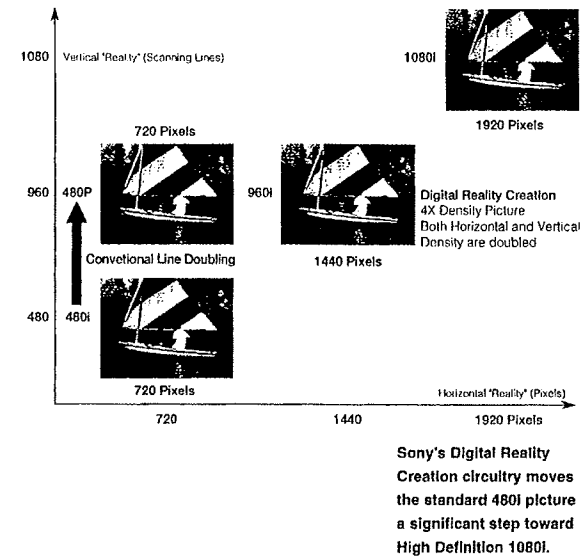 1080
Vertical "Reality" (Scanning Lines)
1080i
1920 Pixels
720 Pixels
960
480P
960i
Digital Reality Creation
4X Density Picture
Both Horizontal and Vertical
Density are doubled
Convetional Line Doubling
1440 Pixels
480
480i
720 Pixels
Horizontal "Reality" (Pixels)
720
1440
1920 Pixels
Sony's Digital Reality
Creation circuitry moves
the standard 480i picture
a significant step toward
High Definition 1080i.